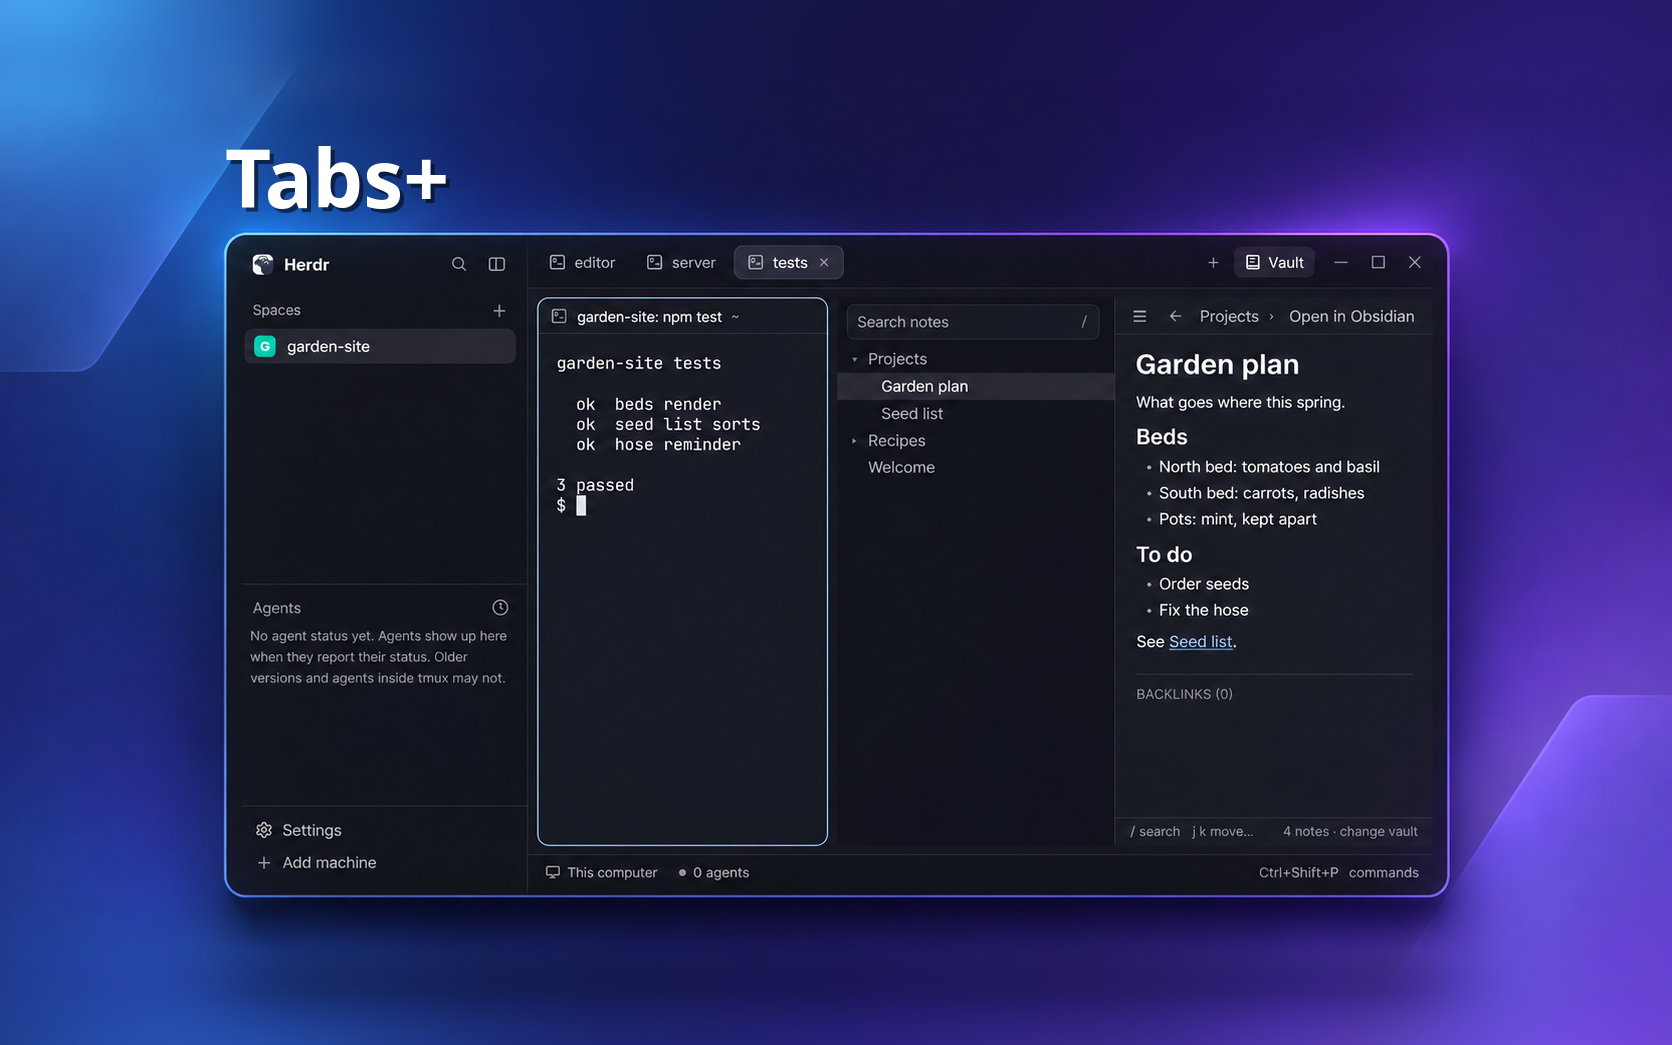 Tabs+
Herdr
Spaces
G garden-site
Agents
No agent status yet. Agents show up here
when they report their status. Older
versions and agents inside tmux may not.
Settings
Add machine
editor server tests
Vault
garden-site: npm test ~
garden-site tests
ok beds render
ok seed list sorts
ok hose reminder
3 passed
$
Search notes /
Projects
Garden plan
Seed list
Recipes
Welcome
Projects › Open in Obsidian
Garden plan
What goes where this spring.
Beds
• North bed: tomatoes and basil
• South bed: carrots, radishes
• Pots: mint, kept apart
To do
• Order seeds
• Fix the hose
See Seed list.
BACKLINKS (0)
/ search j k move... 4 notes · change vault
This computer • 0 agents
Ctrl+Shift+P commands